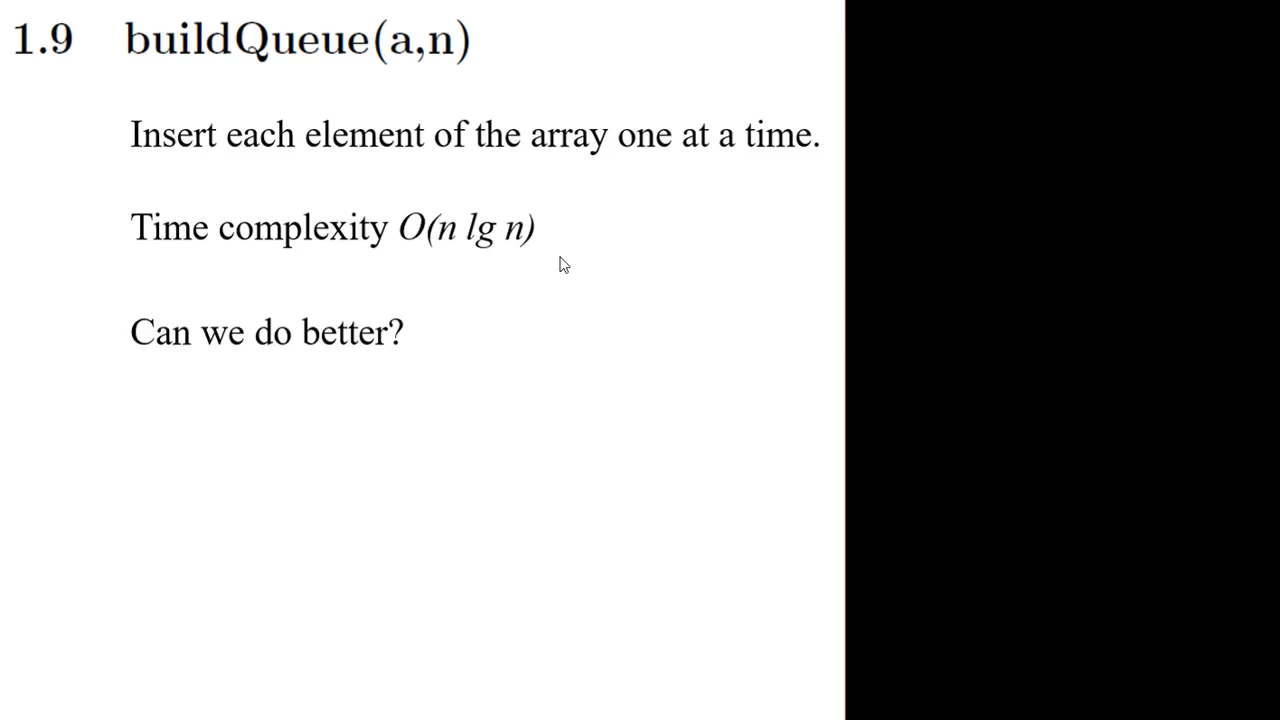 1.9 buildQueue(a,n)
Insert each element of the array one at a time.
Time complexity O(n lg n)
Can we do better?